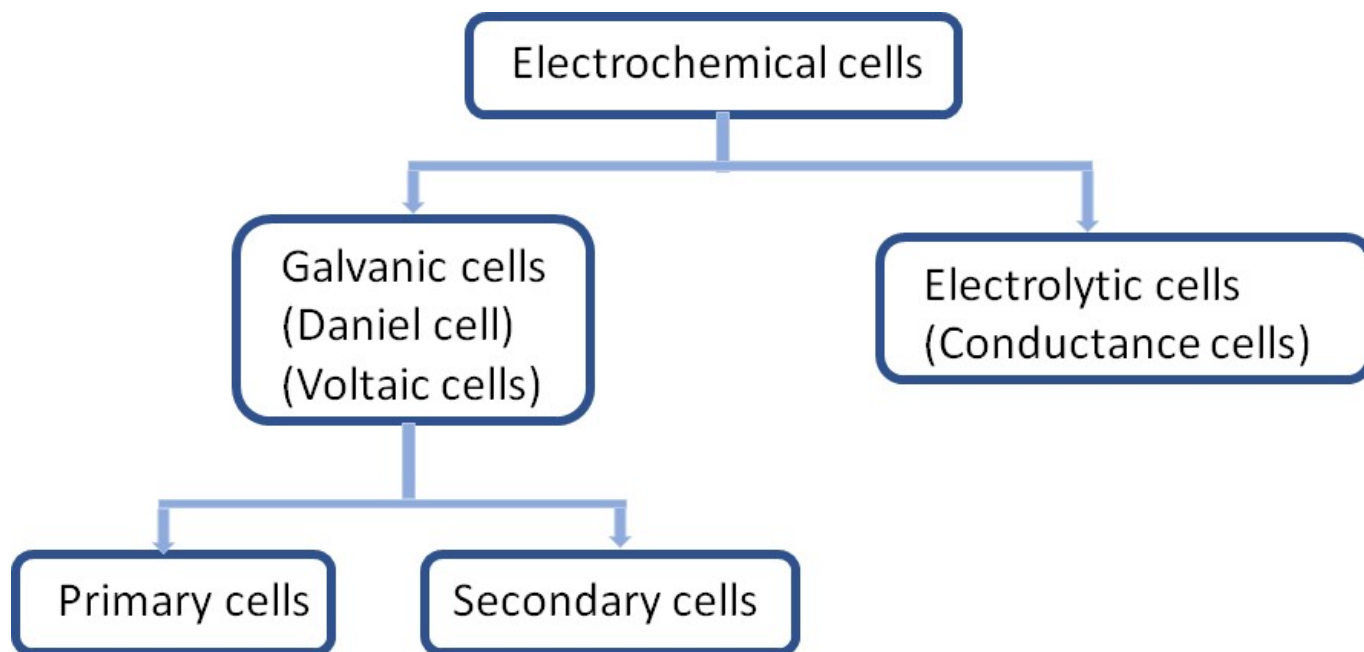 Electrochemical cells
Galvanic cells
(Daniel cell)
(Voltaic cells)
Electrolytic cells
(Conductance cells)
Primary cells
Secondary cells